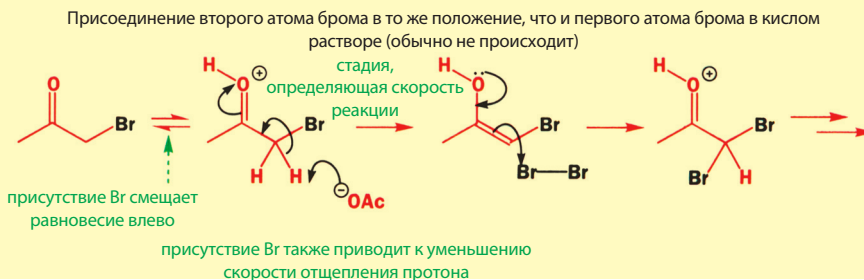 Присоединение второго атома брома в то же положение, что и первого атома брома в кислом
растворе (обычно не происходит)
стадия,
определяющая скорость
реакции
H
O
⊕
H
O
⊕
H
O
Br
Br
Br
Br
Br
Br—Br
H H
⊖
OAc
Br
H
присутствие Br смещает
равновесие влево
присутствие Br также приводит к уменьшению
скорости отщепления протона